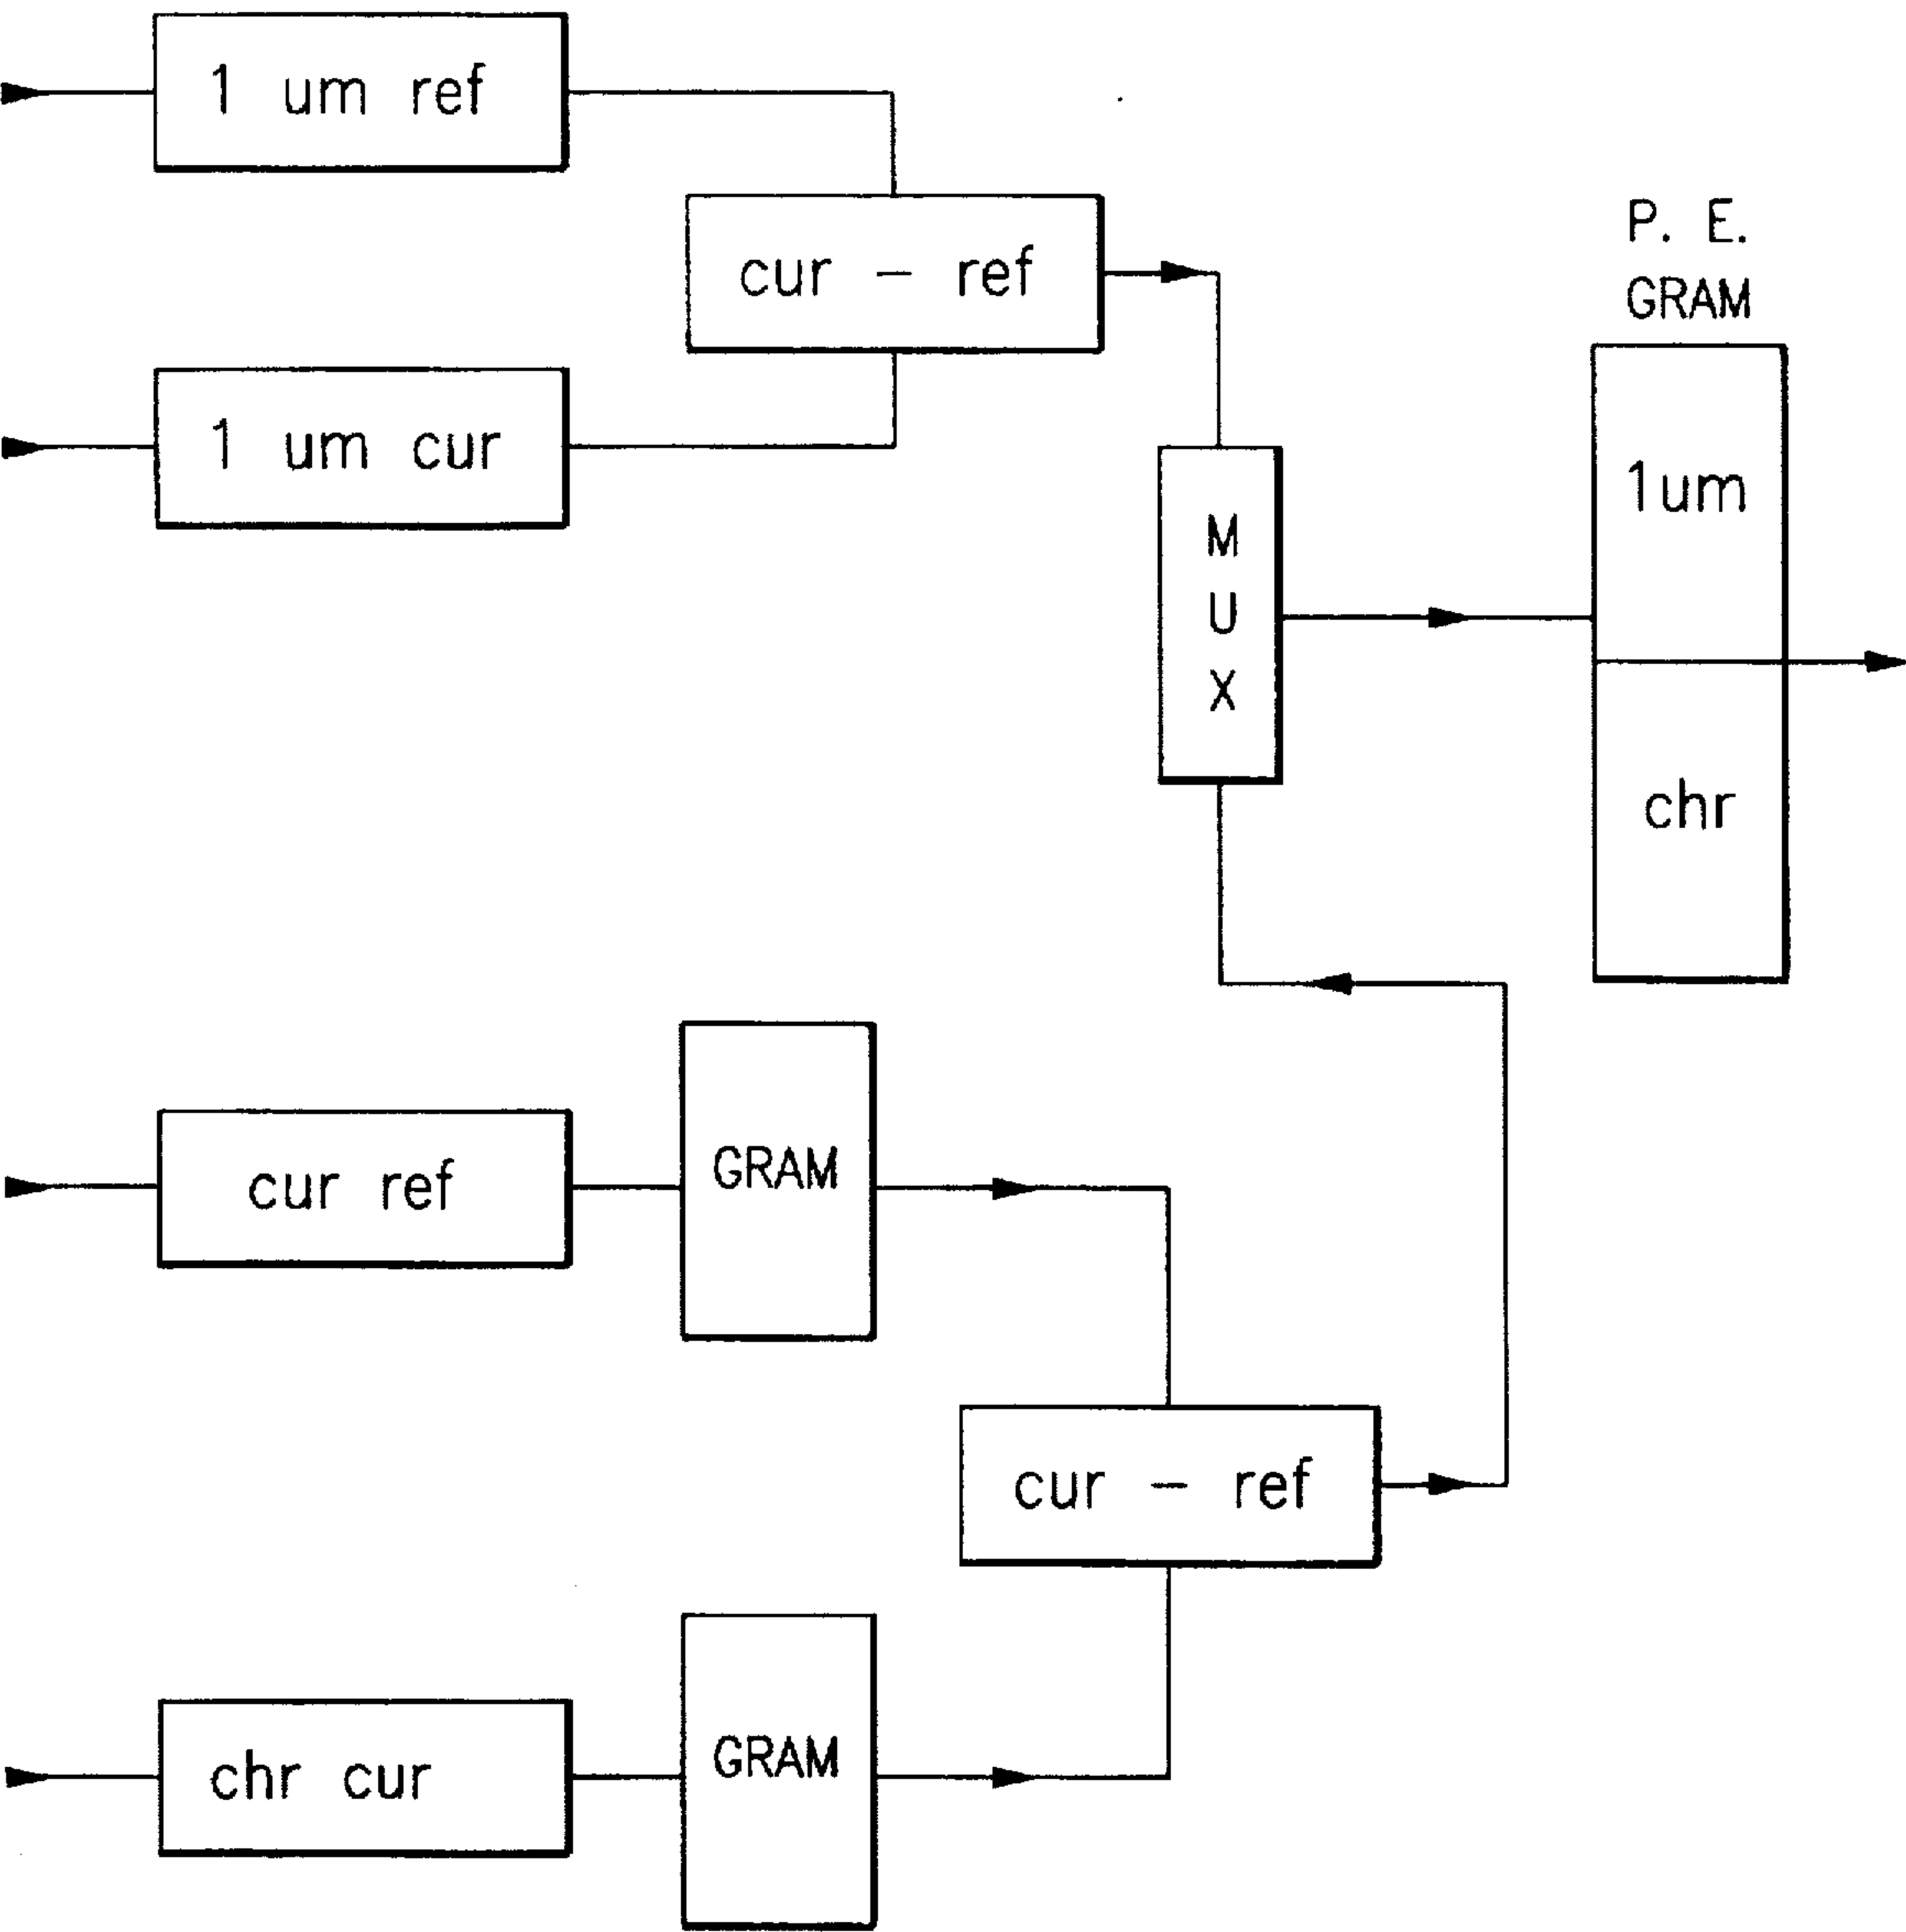 1 um ref
cur - ref
P. E.
GRAM
1 um cur
1um
M
U
X
chr
cur ref
GRAM
cur - ref
chr cur
GRAM